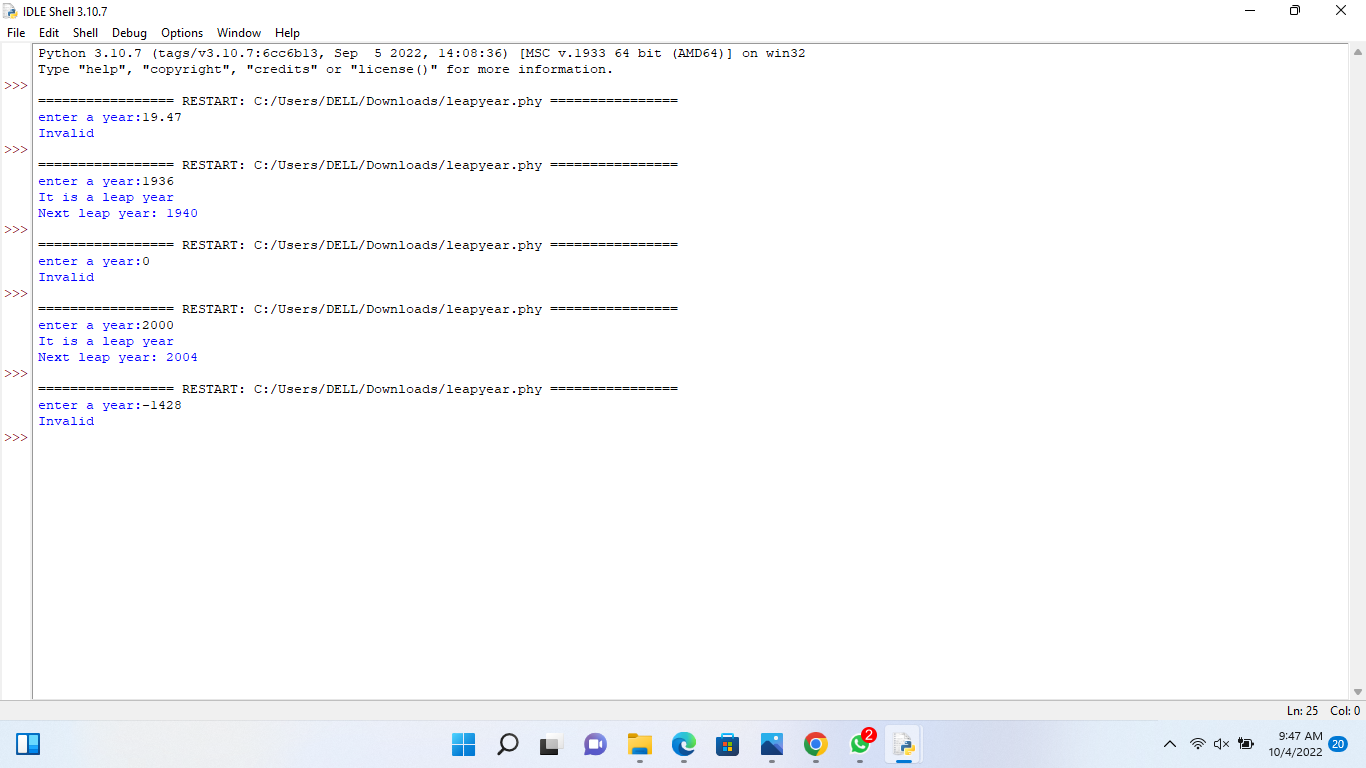 IDLE Shell 3.10.7
File Edit Shell Debug Options Window Help
Python 3.10.7 (tags/v3.10.7:6cc6b13, Sep  5 2022, 14:08:36) [MSC v.1933 64 bit (AMD64)] on win32
Type "help", "copyright", "credits" or "license()" for more information.
>>>
================= RESTART: C:/Users/DELL/Downloads/leapyear.phy ================
enter a year:19.47
Invalid
>>>
================= RESTART: C:/Users/DELL/Downloads/leapyear.phy ================
enter a year:1936
It is a leap year
Next leap year: 1940
>>>
================= RESTART: C:/Users/DELL/Downloads/leapyear.phy ================
enter a year:0
Invalid
>>>
================= RESTART: C:/Users/DELL/Downloads/leapyear.phy ================
enter a year:2000
It is a leap year
Next leap year: 2004
>>>
================= RESTART: C:/Users/DELL/Downloads/leapyear.phy ================
enter a year:-1428
Invalid
>>>
Ln: 25 Col: 0
2
9:47 AM
10/4/2022
20